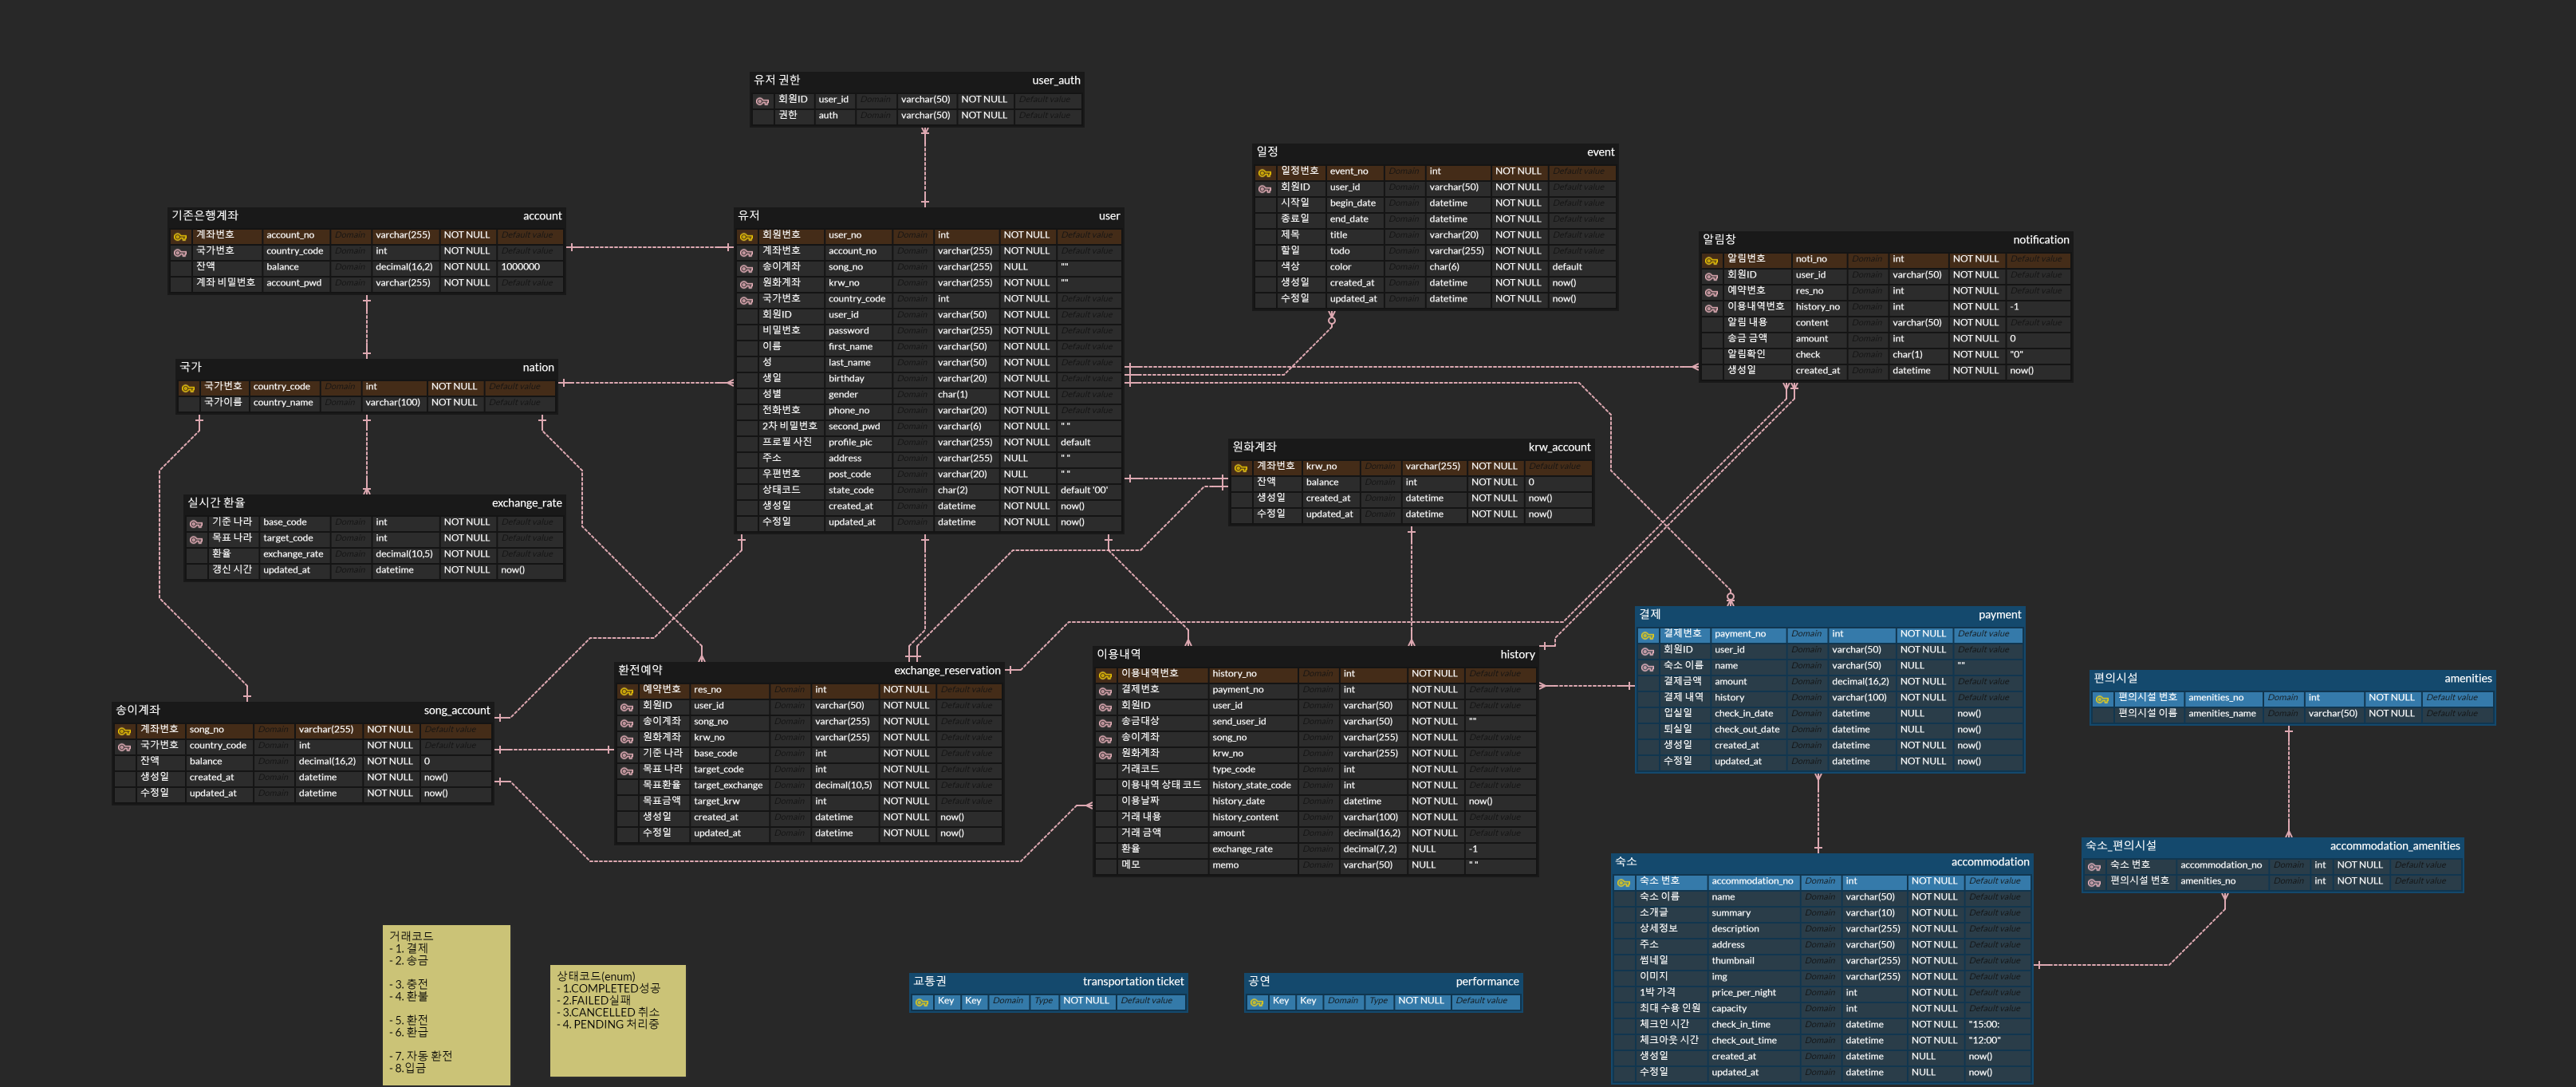 유저 권한 user_auth
회원ID user_id Domain varchar(50) NOT NULL Default value
권한 auth Domain varchar(50) NOT NULL Default value
일정 event
일정번호 event_no Domain int NOT NULL Default value
회원ID user_id Domain varchar(50) NOT NULL Default value
시작일 begin_date Domain datetime NOT NULL Default value
종료일 end_date Domain datetime NOT NULL Default value
제목 title Domain varchar(20) NOT NULL Default value
할일 todo Domain varchar(255) NOT NULL Default value
색상 color Domain char(6) NOT NULL default
생성일 created_at Domain datetime NOT NULL now()
수정일 updated_at Domain datetime NOT NULL now()
기존은행계좌 account
계좌번호 account_no Domain varchar(255) NOT NULL Default value
국가번호 country_code Domain int NOT NULL Default value
잔액 balance Domain decimal(16,2) NOT NULL 1000000
계좌 비밀번호 account_pwd Domain varchar(255) NOT NULL Default value
유저 user
회원번호 user_no Domain int NOT NULL Default value
계좌번호 account_no Domain varchar(255) NOT NULL Default value
송이계좌 song_no Domain varchar(255) NULL ""
원화계좌 krw_no Domain varchar(255) NOT NULL ""
국가번호 country_code Domain int NOT NULL Default value
회원ID user_id Domain varchar(50) NOT NULL Default value
비밀번호 password Domain varchar(255) NOT NULL Default value
이름 first_name Domain varchar(50) NOT NULL Default value
성 last_name Domain varchar(50) NOT NULL Default value
생일 birthday Domain varchar(20) NOT NULL Default value
성별 gender Domain char(1) NOT NULL Default value
전화번호 phone_no Domain varchar(20) NOT NULL Default value
2차 비밀번호 second_pwd Domain varchar(6) NOT NULL " "
프로필 사진 profile_pic Domain varchar(255) NOT NULL default
주소 address Domain varchar(255) NULL " "
우편번호 post_code Domain varchar(20) NULL " "
상태코드 state_code Domain char(2) NOT NULL default '00'
생성일 created_at Domain datetime NOT NULL now()
수정일 updated_at Domain datetime NOT NULL now()
알림창 notification
알림번호 noti_no Domain int NOT NULL Default value
회원ID user_id Domain varchar(50) NOT NULL Default value
예약번호 res_no Domain int NOT NULL Default value
이용내역번호 history_no Domain int NOT NULL -1
알림 내용 content Domain varchar(50) NOT NULL Default value
송금 금액 amount Domain int NOT NULL 0
알림확인 check Domain char(1) NOT NULL "0"
생성일 created_at Domain datetime NOT NULL now()
국가 nation
국가번호 country_code Domain int NOT NULL Default value
국가이름 country_name Domain varchar(100) NOT NULL Default value
원화계좌 krw_account
계좌번호 krw_no Domain varchar(255) NOT NULL Default value
잔액 balance Domain int NOT NULL 0
생성일 created_at Domain datetime NOT NULL now()
수정일 updated_at Domain datetime NOT NULL now()
실시간 환율 exchange_rate
기준 나라 base_code Domain int NOT NULL Default value
목표 나라 target_code Domain int NOT NULL Default value
환율 exchange_rate Domain decimal(10,5) NOT NULL Default value
갱신 시간 updated_at Domain datetime NOT NULL now()
결제 payment
결제번호 payment_no Domain int NOT NULL Default value
회원ID user_id Domain varchar(50) NOT NULL Default value
숙소 이름 name Domain varchar(50) NULL ""
결제금액 amount Domain decimal(16,2) NOT NULL Default value
결제 내역 history Domain varchar(100) NOT NULL Default value
입실일 check_in_date Domain datetime NULL now()
퇴실일 check_out_date Domain datetime NULL now()
생성일 created_at Domain datetime NOT NULL now()
수정일 updated_at Domain datetime NOT NULL now()
송이계좌 song_account
계좌번호 song_no Domain varchar(255) NOT NULL Default value
국가번호 country_code Domain int NOT NULL Default value
잔액 balance Domain decimal(16,2) NOT NULL 0
생성일 created_at Domain datetime NOT NULL now()
수정일 updated_at Domain datetime NOT NULL now()
환전예약 exchange_reservation
예약번호 res_no Domain int NOT NULL Default value
회원ID user_id Domain varchar(50) NOT NULL Default value
송이계좌 song_no Domain varchar(255) NOT NULL Default value
원화계좌 krw_no Domain varchar(255) NOT NULL Default value
기준 나라 base_code Domain int NOT NULL Default value
목표 나라 target_code Domain int NOT NULL Default value
목표환율 target_exchange Domain decimal(10,5) NOT NULL Default value
목표금액 target_krw Domain int NOT NULL Default value
생성일 created_at Domain datetime NOT NULL now()
수정일 updated_at Domain datetime NOT NULL now()
이용내역 history
이용내역번호 history_no Domain int NOT NULL Default value
결제번호 payment_no Domain int NOT NULL Default value
회원ID user_id Domain varchar(50) NOT NULL Default value
송금대상 send_user_id Domain varchar(50) NOT NULL ""
송이계좌 song_no Domain varchar(255) NOT NULL Default value
원화계좌 krw_no Domain varchar(255) NOT NULL Default value
거래코드 type_code Domain int NOT NULL Default value
이용내역 상태 코드 history_state_code Domain int NOT NULL Default value
이용날짜 history_date Domain datetime NOT NULL now()
거래 내용 history_content Domain varchar(100) NOT NULL Default value
거래 금액 amount Domain decimal(16,2) NOT NULL Default value
환율 exchange_rate Domain decimal(7, 2) NULL -1
메모 memo Domain varchar(50) NULL " "
편의시설 amenities
편의시설 번호 amenities_no Domain int NOT NULL Default value
편의시설 이름 amenities_name Domain varchar(50) NOT NULL Default value
숙소_편의시설 accommodation_amenities
숙소 번호 accommodation_no Domain int NOT NULL Default value
편의시설 번호 amenities_no Domain int NOT NULL Default value
숙소 accommodation
숙소 번호 accommodation_no Domain int NOT NULL Default value
숙소 이름 name Domain varchar(50) NOT NULL Default value
소개글 summary Domain varchar(10) NOT NULL Default value
상세정보 description Domain varchar(255) NOT NULL Default value
주소 address Domain varchar(50) NOT NULL Default value
썸네일 thumbnail Domain varchar(255) NOT NULL Default value
이미지 img Domain varchar(255) NOT NULL Default value
1박 가격 price_per_night Domain int NOT NULL Default value
최대 수용 인원 capacity Domain int NOT NULL Default value
체크인 시간 check_in_time Domain datetime NOT NULL "15:00:
체크아웃 시간 check_out_time Domain datetime NOT NULL "12:00"
생성일 created_at Domain datetime NULL now()
수정일 updated_at Domain datetime NULL now()
거래코드
- 1. 결제
- 2. 송금
- 3. 충전
- 4. 환불
- 5. 환전
- 6. 환급
- 7. 자동 환전
- 8.입금
상태코드(enum)
- 1.COMPLETED성공
- 2.FAILED실패
- 3.CANCELLED 취소
- 4. PENDING 처리중
교통권 transportation ticket
Key Key Domain Type NOT NULL Default value
공연 performance
Key Key Domain Type NOT NULL Default value